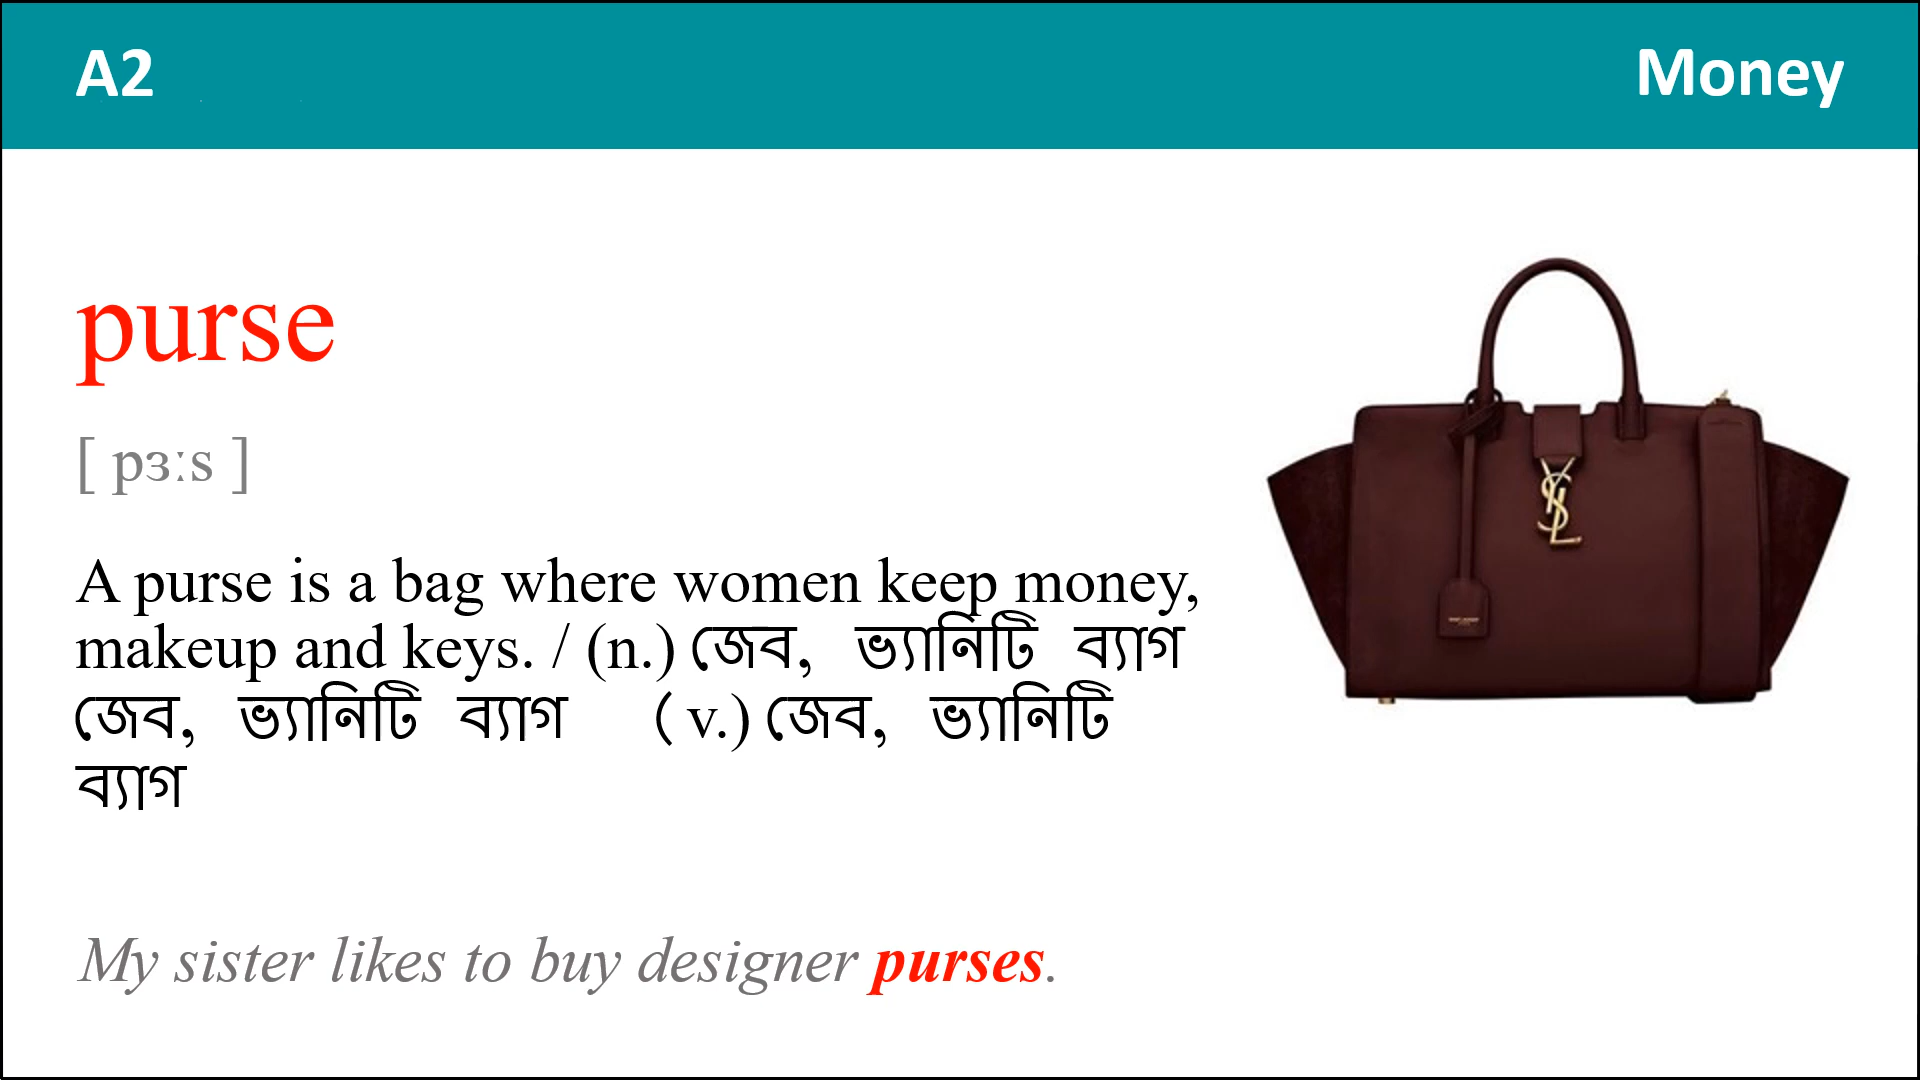 A2
Money
purse
[ pɜːs ]
A purse is a bag where women keep money,
makeup and keys. / (n.) জেব, ভ্যানিটি ব্যাগ
জেব, ভ্যানিটি ব্যাগ ( v.) জেব, ভ্যানিটি
ব্যাগ
My sister likes to buy designer purses.
YSL